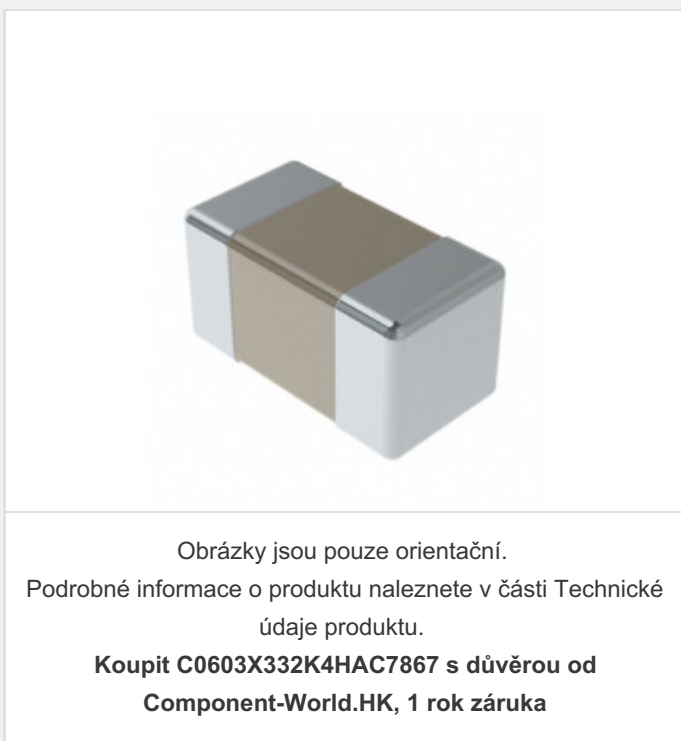 Obrázky jsou pouze orientační.
Podrobné informace o produktu naleznete v části Technické
údaje produktu.
Koupit C0603X332K4HAC7867 s důvěrou od
Component-World.HK, 1 rok záruka